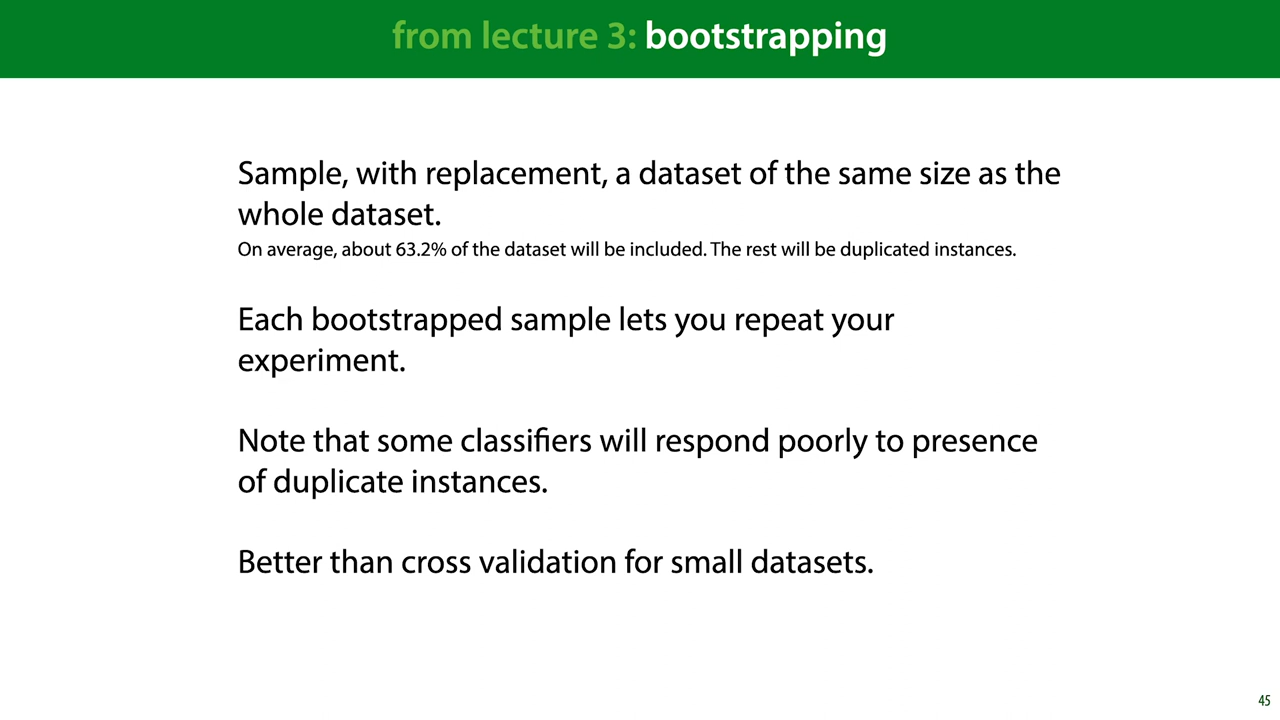 from lecture 3: bootstrapping
Sample, with replacement, a dataset of the same size as the
whole dataset.
On average, about 63.2% of the dataset will be included. The rest will be duplicated instances.
Each bootstrapped sample lets you repeat your
experiment.
Note that some classifiers will respond poorly to presence
of duplicate instances.
Better than cross validation for small datasets.
45